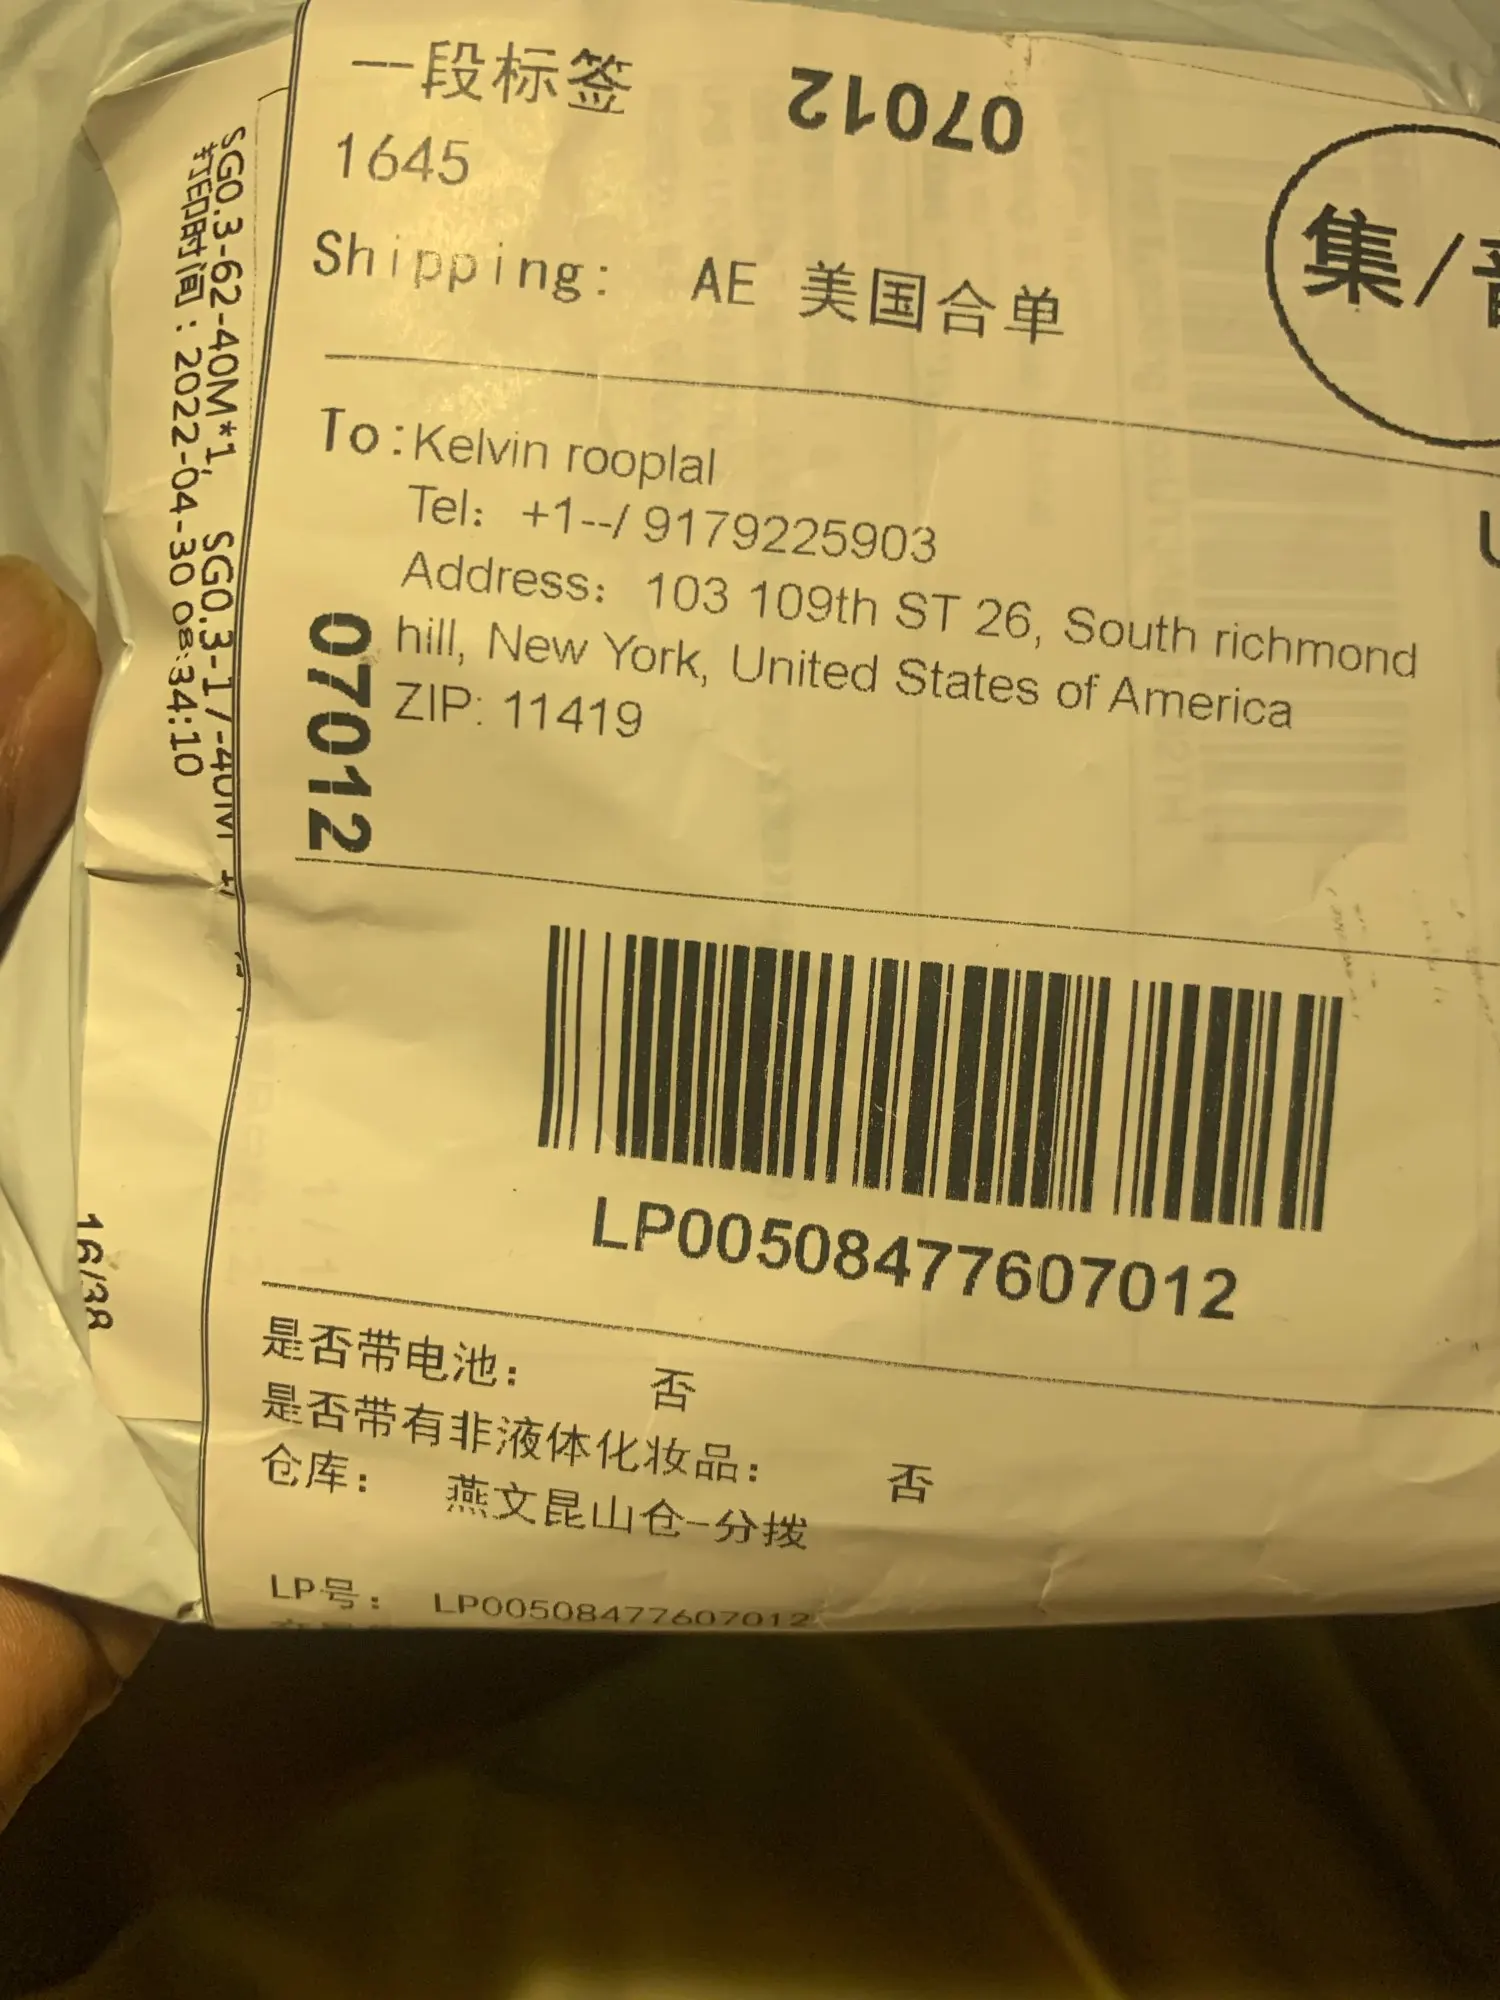 一段标签
07012
1645
集/
Shipping: AE 美国合单
To:Kelvin rooplal
Tel: +1--/ 9179225903
Address: 103 109th ST 26, South richmond
hill, New York, United States of America
ZIP: 11419
07012
LP00508477607012
是否带电池: 否
是否带有非液体化妆品: 否
仓库: 燕文昆山仓-分拨
LP号: LP00508477607012
SG0.3-62-40M*1, SG0.3-17-40M
打印时间: 2022-04-30 08:34:10
16/38